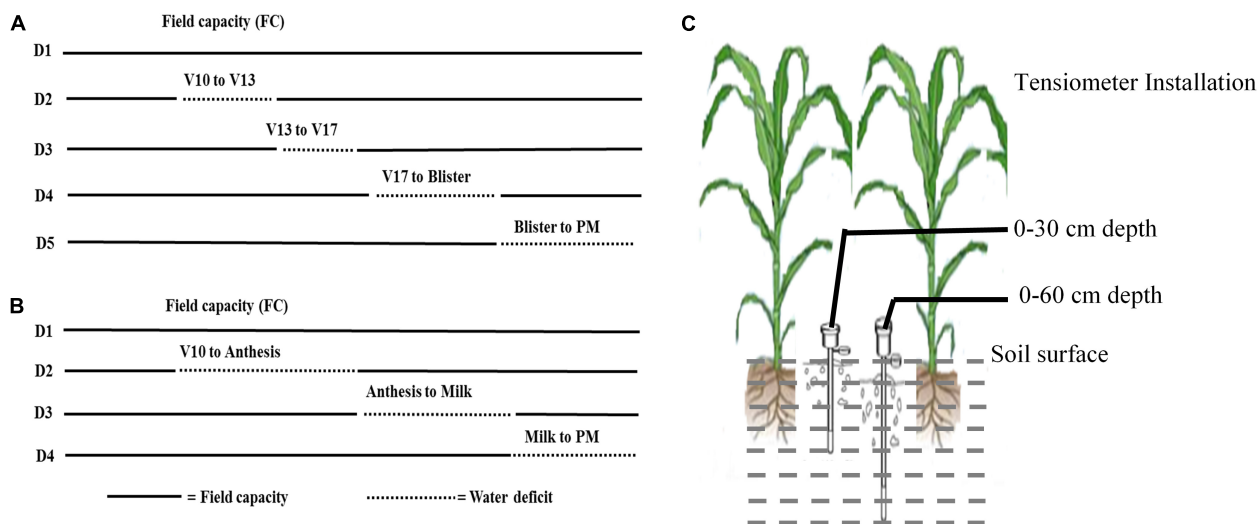 A
Field capacity (FC)
D1
V10 to V13
D2
V13 to V17
D3
V17 to Blister
D4
Blister to PM
D5
B
Field capacity (FC)
D1
V10 to Anthesis
D2
Anthesis to Milk
D3
Milk to PM
D4
= Field capacity
= Water deficit
C
Tensiometer Installation
0-30 cm depth
0-60 cm depth
Soil surface